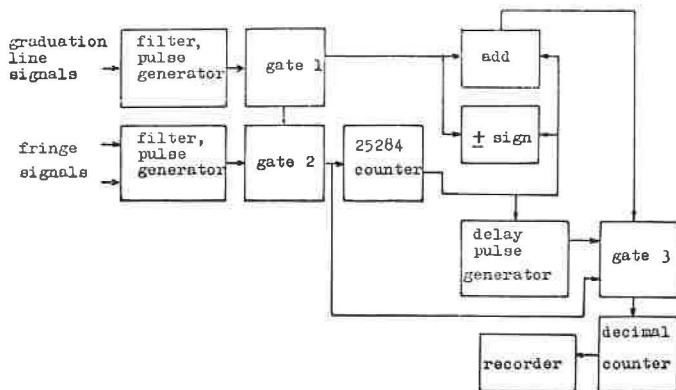 graduation
line
signals
filter,
pulse
generator
gate 1
add
fringe
signals
filter,
pulse
generator
gate 2
25284
counter
± sign
delay
pulse
generator
gate 3
decimal
counter
recorder